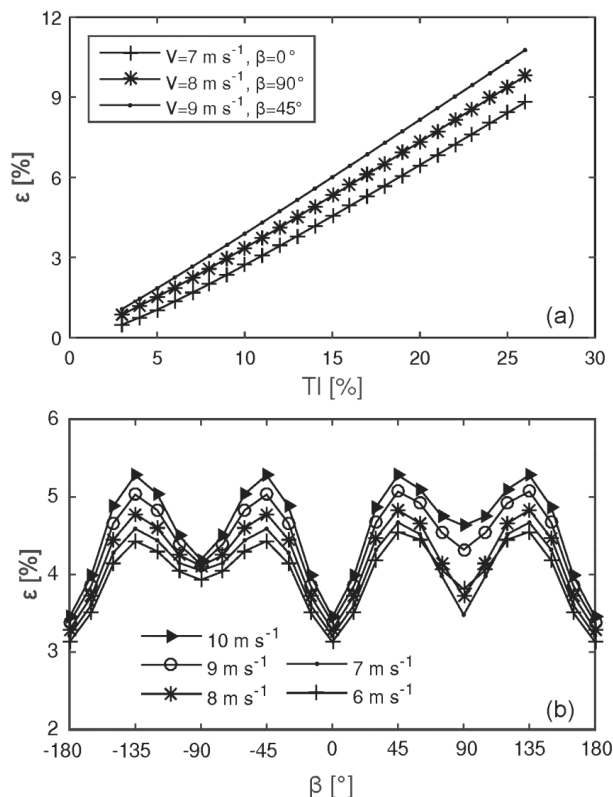 12
9
6
3
0
ε [%]
V=7 m s⁻¹, β=0°
V=8 m s⁻¹, β=90°
V=9 m s⁻¹, β=45°
(a)
0 5 10 15 20 25 30
TI [%]
6
5
4
3
2
ε [%]
10 m s⁻¹
9 m s⁻¹ 7 m s⁻¹
8 m s⁻¹ 6 m s⁻¹
(b)
-180 -135 -90 -45 0 45 90 135 180
β [°]